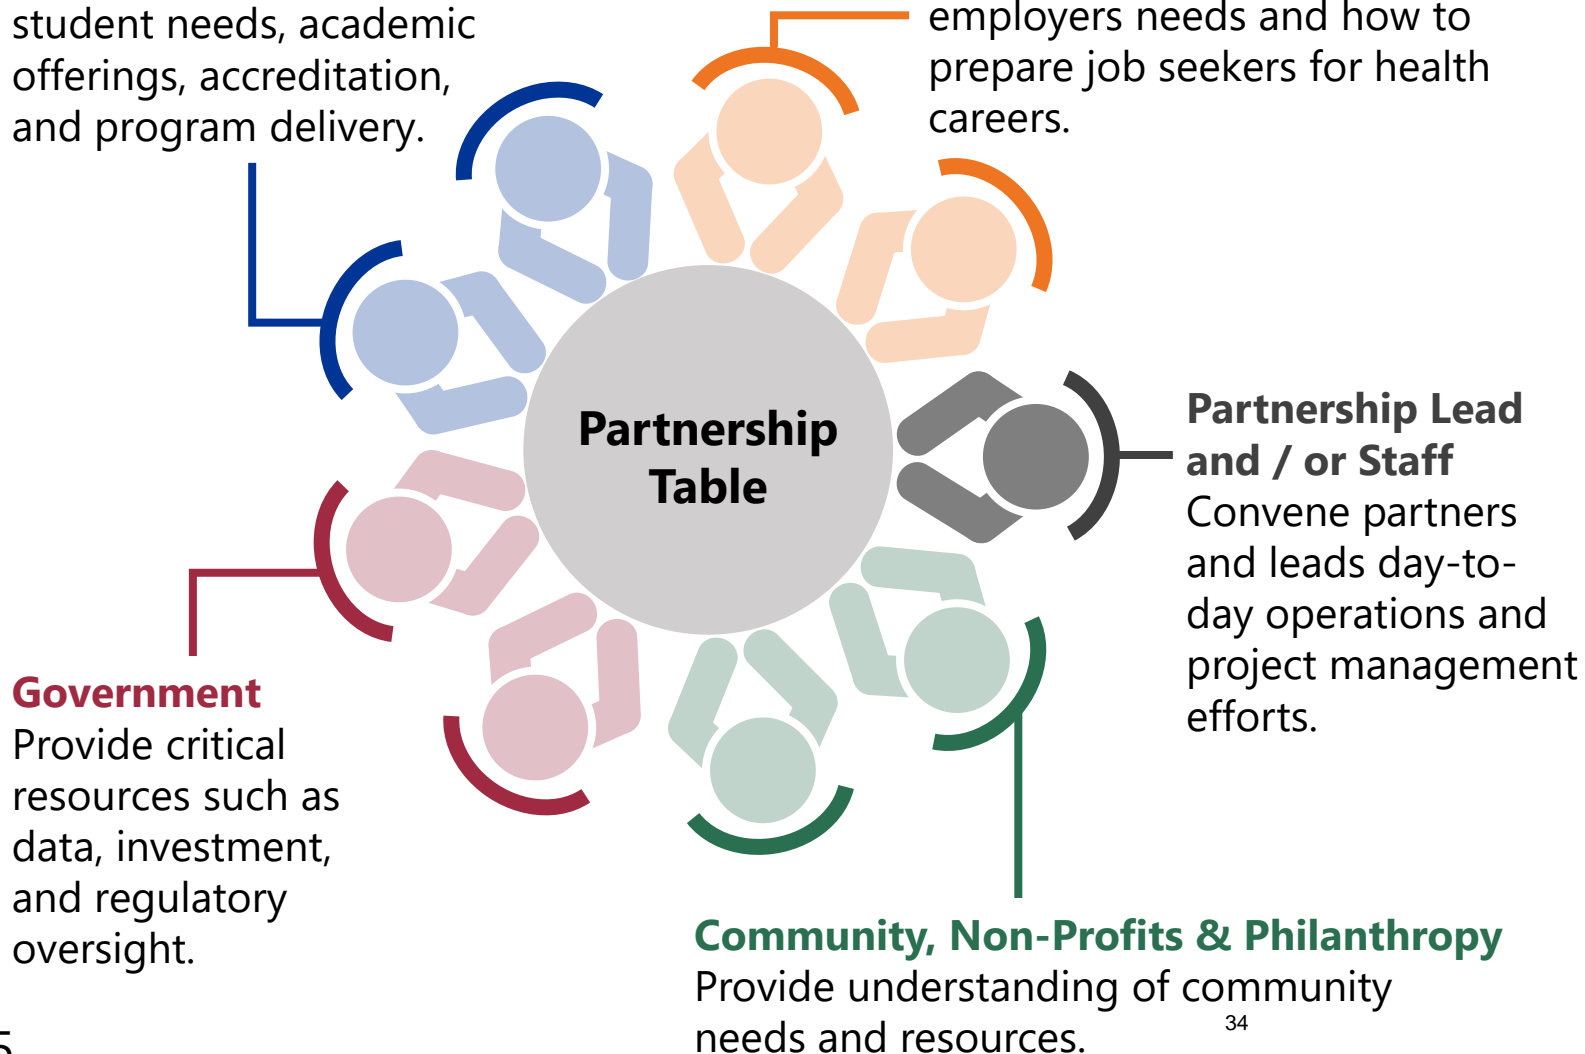 student needs, academic
offerings, accreditation,
and program delivery.
employers needs and how to
prepare job seekers for health
careers.
Partnership
Table
Partnership Lead
and / or Staff
Convene partners
and leads day-to-
day operations and
project management
efforts.
Government
Provide critical
resources such as
data, investment,
and regulatory
oversight.
Community, Non-Profits & Philanthropy
Provide understanding of community
needs and resources.
34